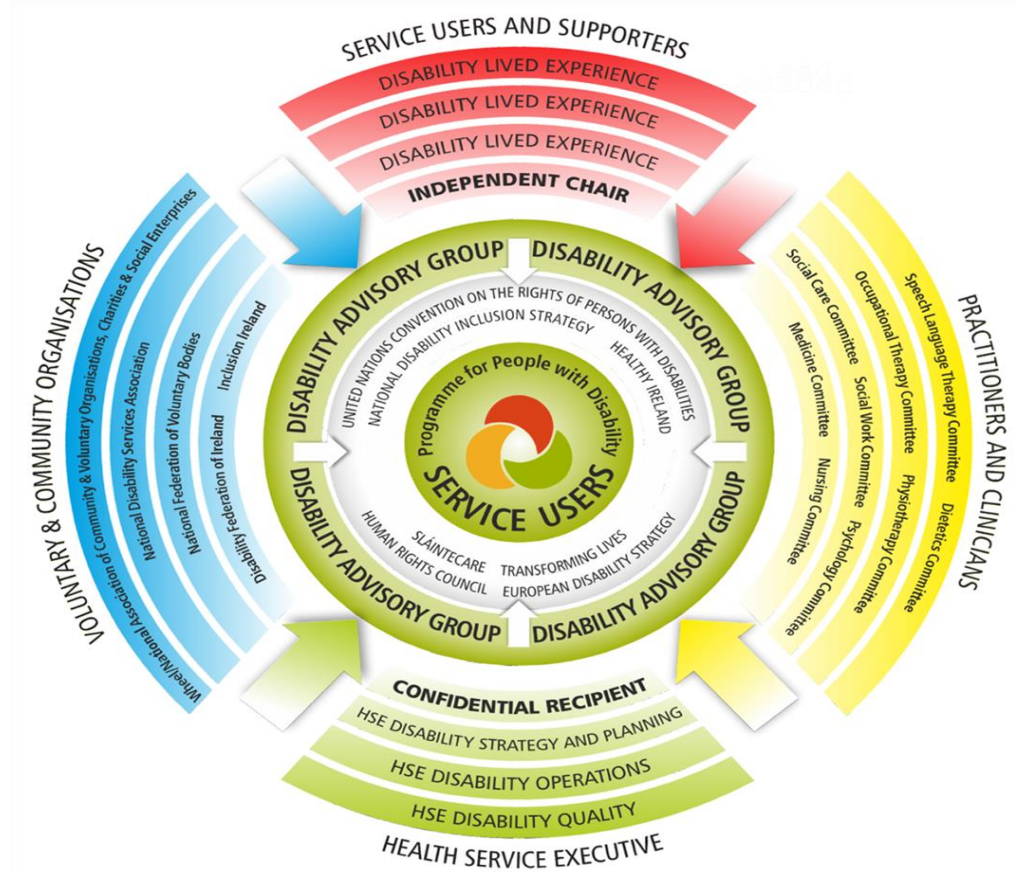 SERVICE USERS AND SUPPORTERS
DISABILITY LIVED EXPERIENCE
DISABILITY LIVED EXPERIENCE
DISABILITY LIVED EXPERIENCE
INDEPENDENT CHAIR
VOLUNTARY & COMMUNITY ORGANISATIONS
Wheel/National Association of Community & Voluntary Organisations, Charities & Social Enterprises
National Disability Services Association
National Federation of Voluntary Bodies
Disability Federation of Ireland
Inclusion Ireland
DISABILITY ADVISORY GROUP
DISABILITY ADVISORY GROUP
UNITED NATIONS CONVENTION ON THE RIGHTS OF PERSONS WITH DISABILITIES
NATIONAL DISABILITY INCLUSION STRATEGY
HEALTHY IRELAND
Programme for People with Disability
SERVICE USERS
SLÁINTECARE
TRANSFORMING LIVES
HUMAN RIGHTS COUNCIL
EUROPEAN DISABILITY STRATEGY
DISABILITY ADVISORY GROUP
DISABILITY ADVISORY GROUP
PRACTITIONERS AND CLINICIANS
Speech Language Therapy Committee
Dietetics Committee
Occupational Therapy Committee
Physiotherapy Committee
Social Care Committee
Social Work Committee
Psychology Committee
Medicine Committee
Nursing Committee
CONFIDENTIAL RECIPIENT
HSE DISABILITY STRATEGY AND PLANNING
HSE DISABILITY OPERATIONS
HSE DISABILITY QUALITY
HEALTH SERVICE EXECUTIVE